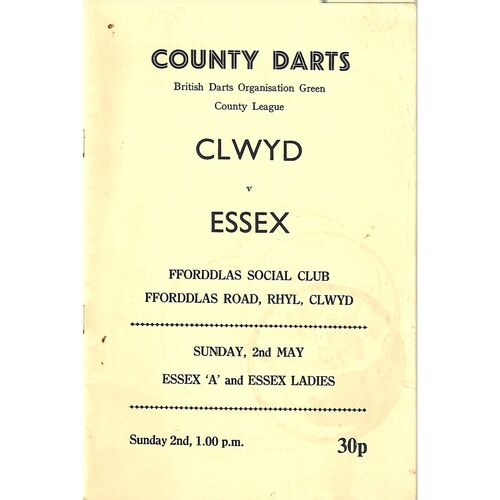 COUNTY DARTS
British Darts Organisation Green
County League
CLWYD
v
ESSEX
FFORDDLAS SOCIAL CLUB
FFORDDLAS ROAD, RHYL, CLWYD
SUNDAY, 2nd MAY
ESSEX 'A' and ESSEX LADIES
Sunday 2nd, 1.00 p.m. 30p